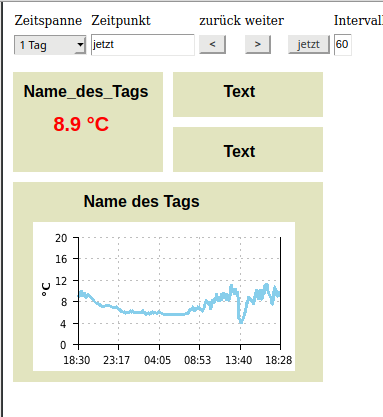 Zeitspanne Zeitpunkt zurück weiter Intervall
1 Tag jetzt < > jetzt 60
Name_des_Tags
8.9 °C
Text
Text
Name des Tags
°C
20
16
12
8
4
0
18:30 23:17 04:05 08:53 13:40 18:28